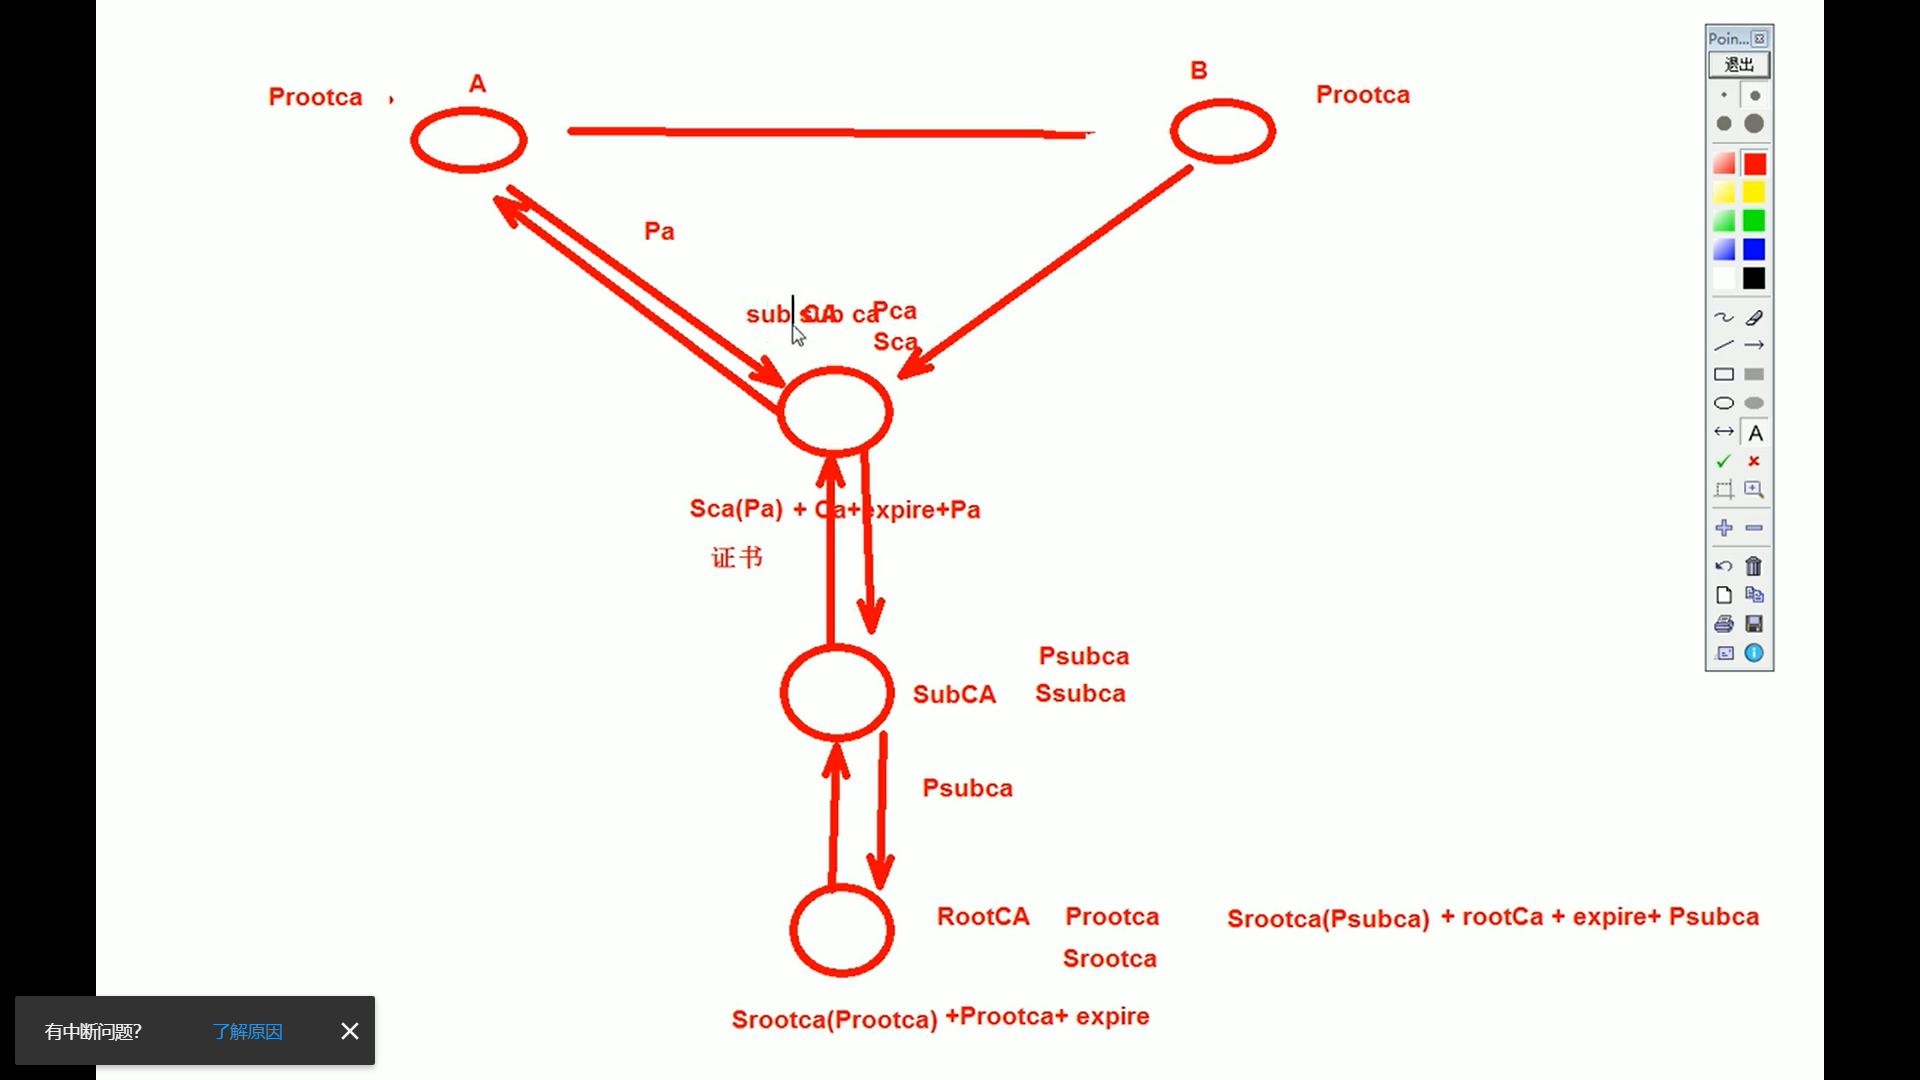 Poin...
退出
A
B
Prootca
Prootca
Pa
sub
sub ca
CA
Pca
Sca
Sca(Pa) + Ca+expire+Pa
证书
Psubca
SubCA
Ssubca
Psubca
RootCA
Prootca
Srootca(Psubca) + rootCa + expire+ Psubca
Srootca
Srootca(Prootca) +Prootca+ expire
A
有中断问题?
了解原因